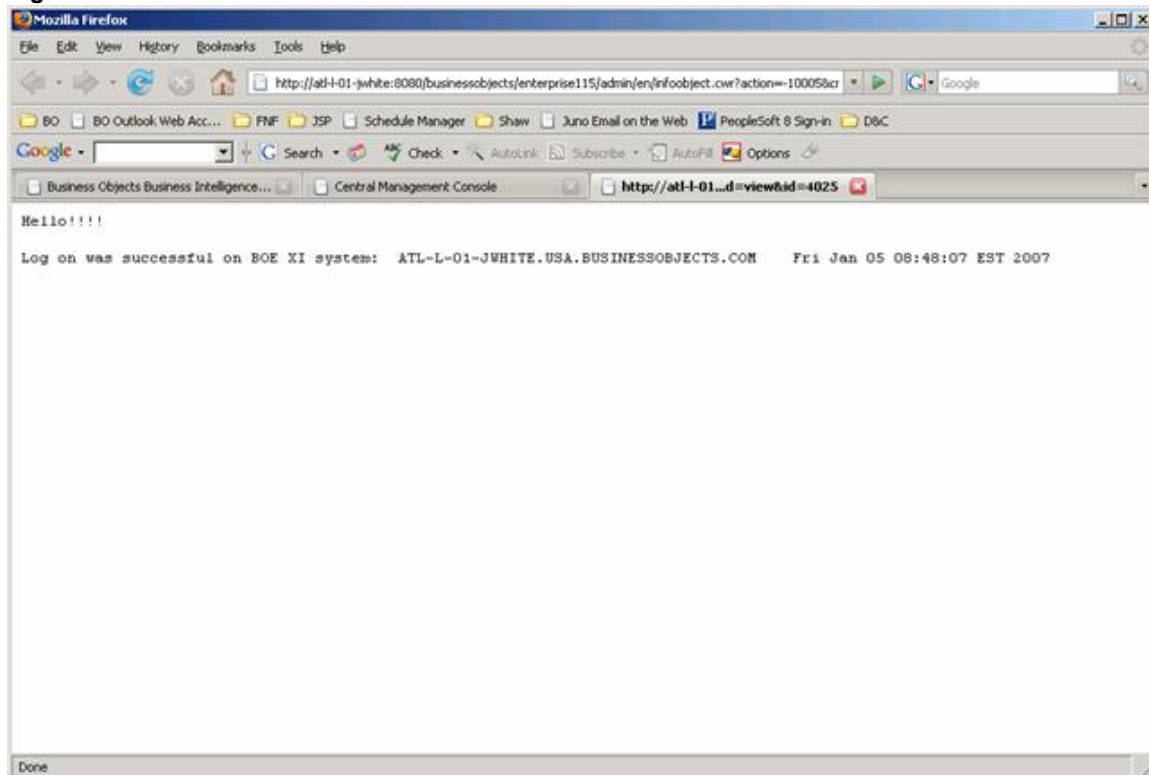 Mozilla Firefox
File Edit View History Bookmarks Tools Help
http://atl-l-01-jwhite:8080/businessobjects/enterprise115/admin/en/infoobject.cwr?action=-10005&cr Google
BO BO Outlook Web Acc... FNF JSP Schedule Manager Shaw Juno Email on the Web PeopleSoft 8 Sign-in D&C
Google Search Check AutoLink Subscribe AutoFill Options
Business Objects Business Intelligence... Central Management Console http://atl-l-01...d=view&id=4025
Hello!!!!
Log on was successful on BOE XI system: ATL-L-01-JWHITE.USA.BUSINESSOBJECTS.COM Fri Jan 05 08:48:07 EST 2007
Done